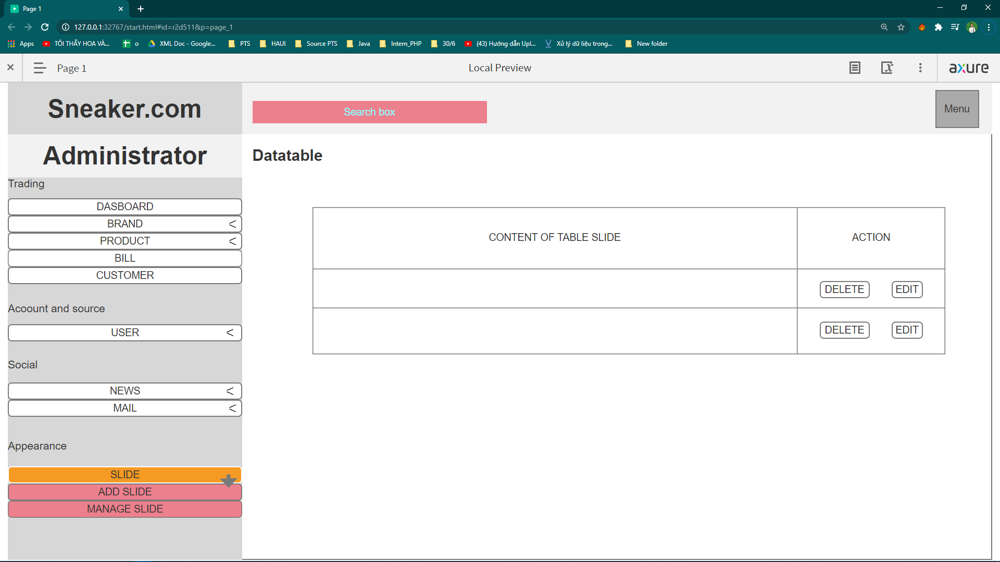 Page 1
127.0.0.1:32767/start.html#id=r2d511&p=page_1
Apps TÔI THẤY HOA VÀ... o XML Doc - Google... PTS HAUI Source PTS Java Intern_PHP 30/6 (43) Hướng dẫn Upl... Xử lý dữ liệu trong... New folder
Page 1 Local Preview axure
Sneaker.com Search box Menu
Administrator Datatable
Trading
DASBOARD
BRAND <
PRODUCT <
BILL
CUSTOMER
CONTENT OF TABLE SLIDE ACTION
DELETE EDIT
DELETE EDIT
Acoount and source
USER <
Social
NEWS <
MAIL <
Appearance
SLIDE
ADD SLIDE
MANAGE SLIDE